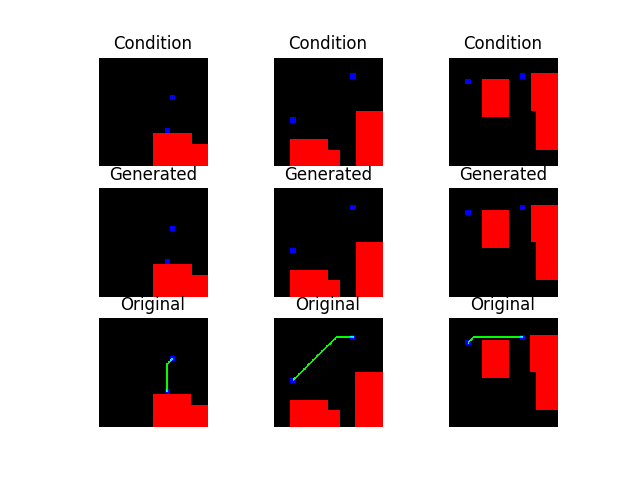 Condition
Condition
Condition
Generated
Generated
Generated
Original
Original
Original